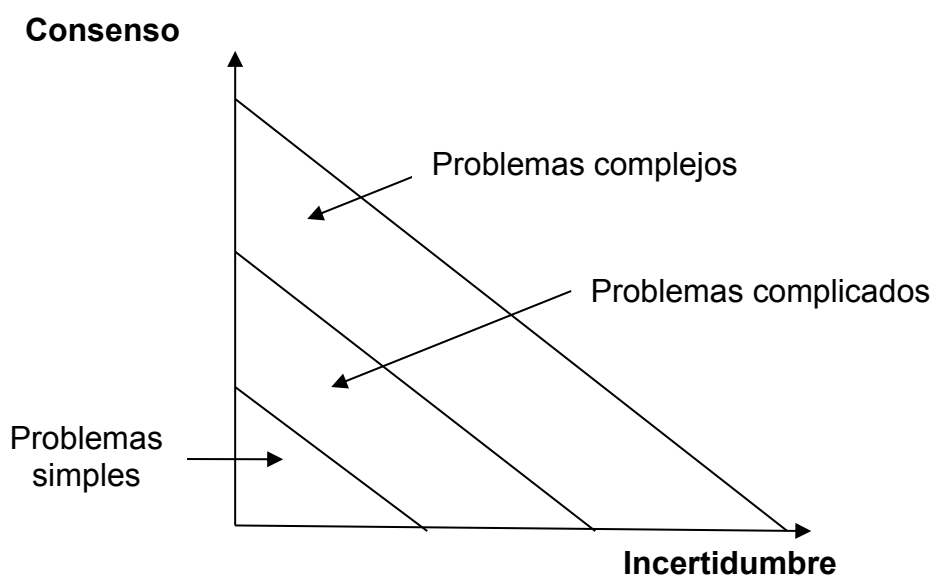 Consenso
Problemas complejos
Problemas complicados
Problemas
simples
Incertidumbre